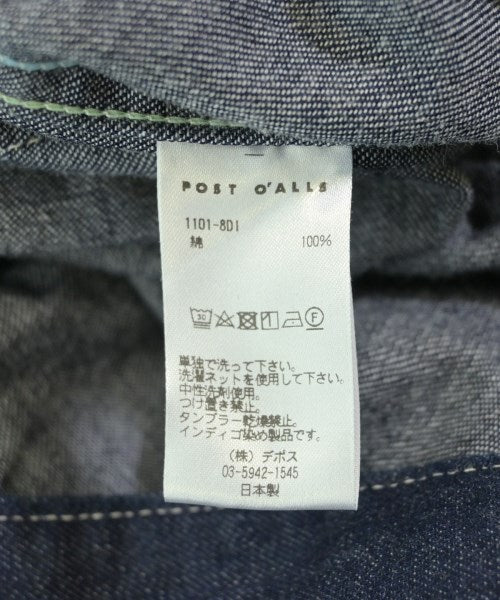 POST O'ALLS
1101-8DI
綿 100%
30
F
単独で洗って下さい。
洗濯ネットを使用して下さい。
中性洗剤使用。
つけ置き禁止。
タンブラー乾燥禁止。
インディゴ染め製品です。
（株）デポス
03-5942-1545
日本製